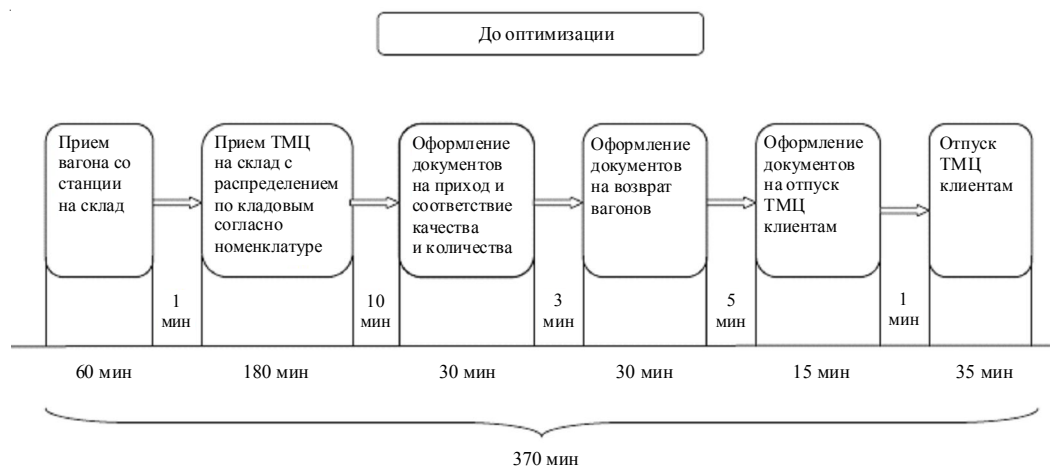 До оптимизации
Прием
вагона со
станции
на склад
Прием ТМЦ
на склад с
распределением
по кладовым
согласно
номенклатуре
Оформление
документов
на приход и
соответствие
качества
и количества
Оформление
документов
на возврат
вагонов
Оформление
документов
на отпуск
ТМЦ
клиентам
Отпуск
ТМЦ
клиентам
1
мин
10
мин
3
мин
5
мин
1
мин
60 мин
180 мин
30 мин
30 мин
15 мин
35 мин
370 мин